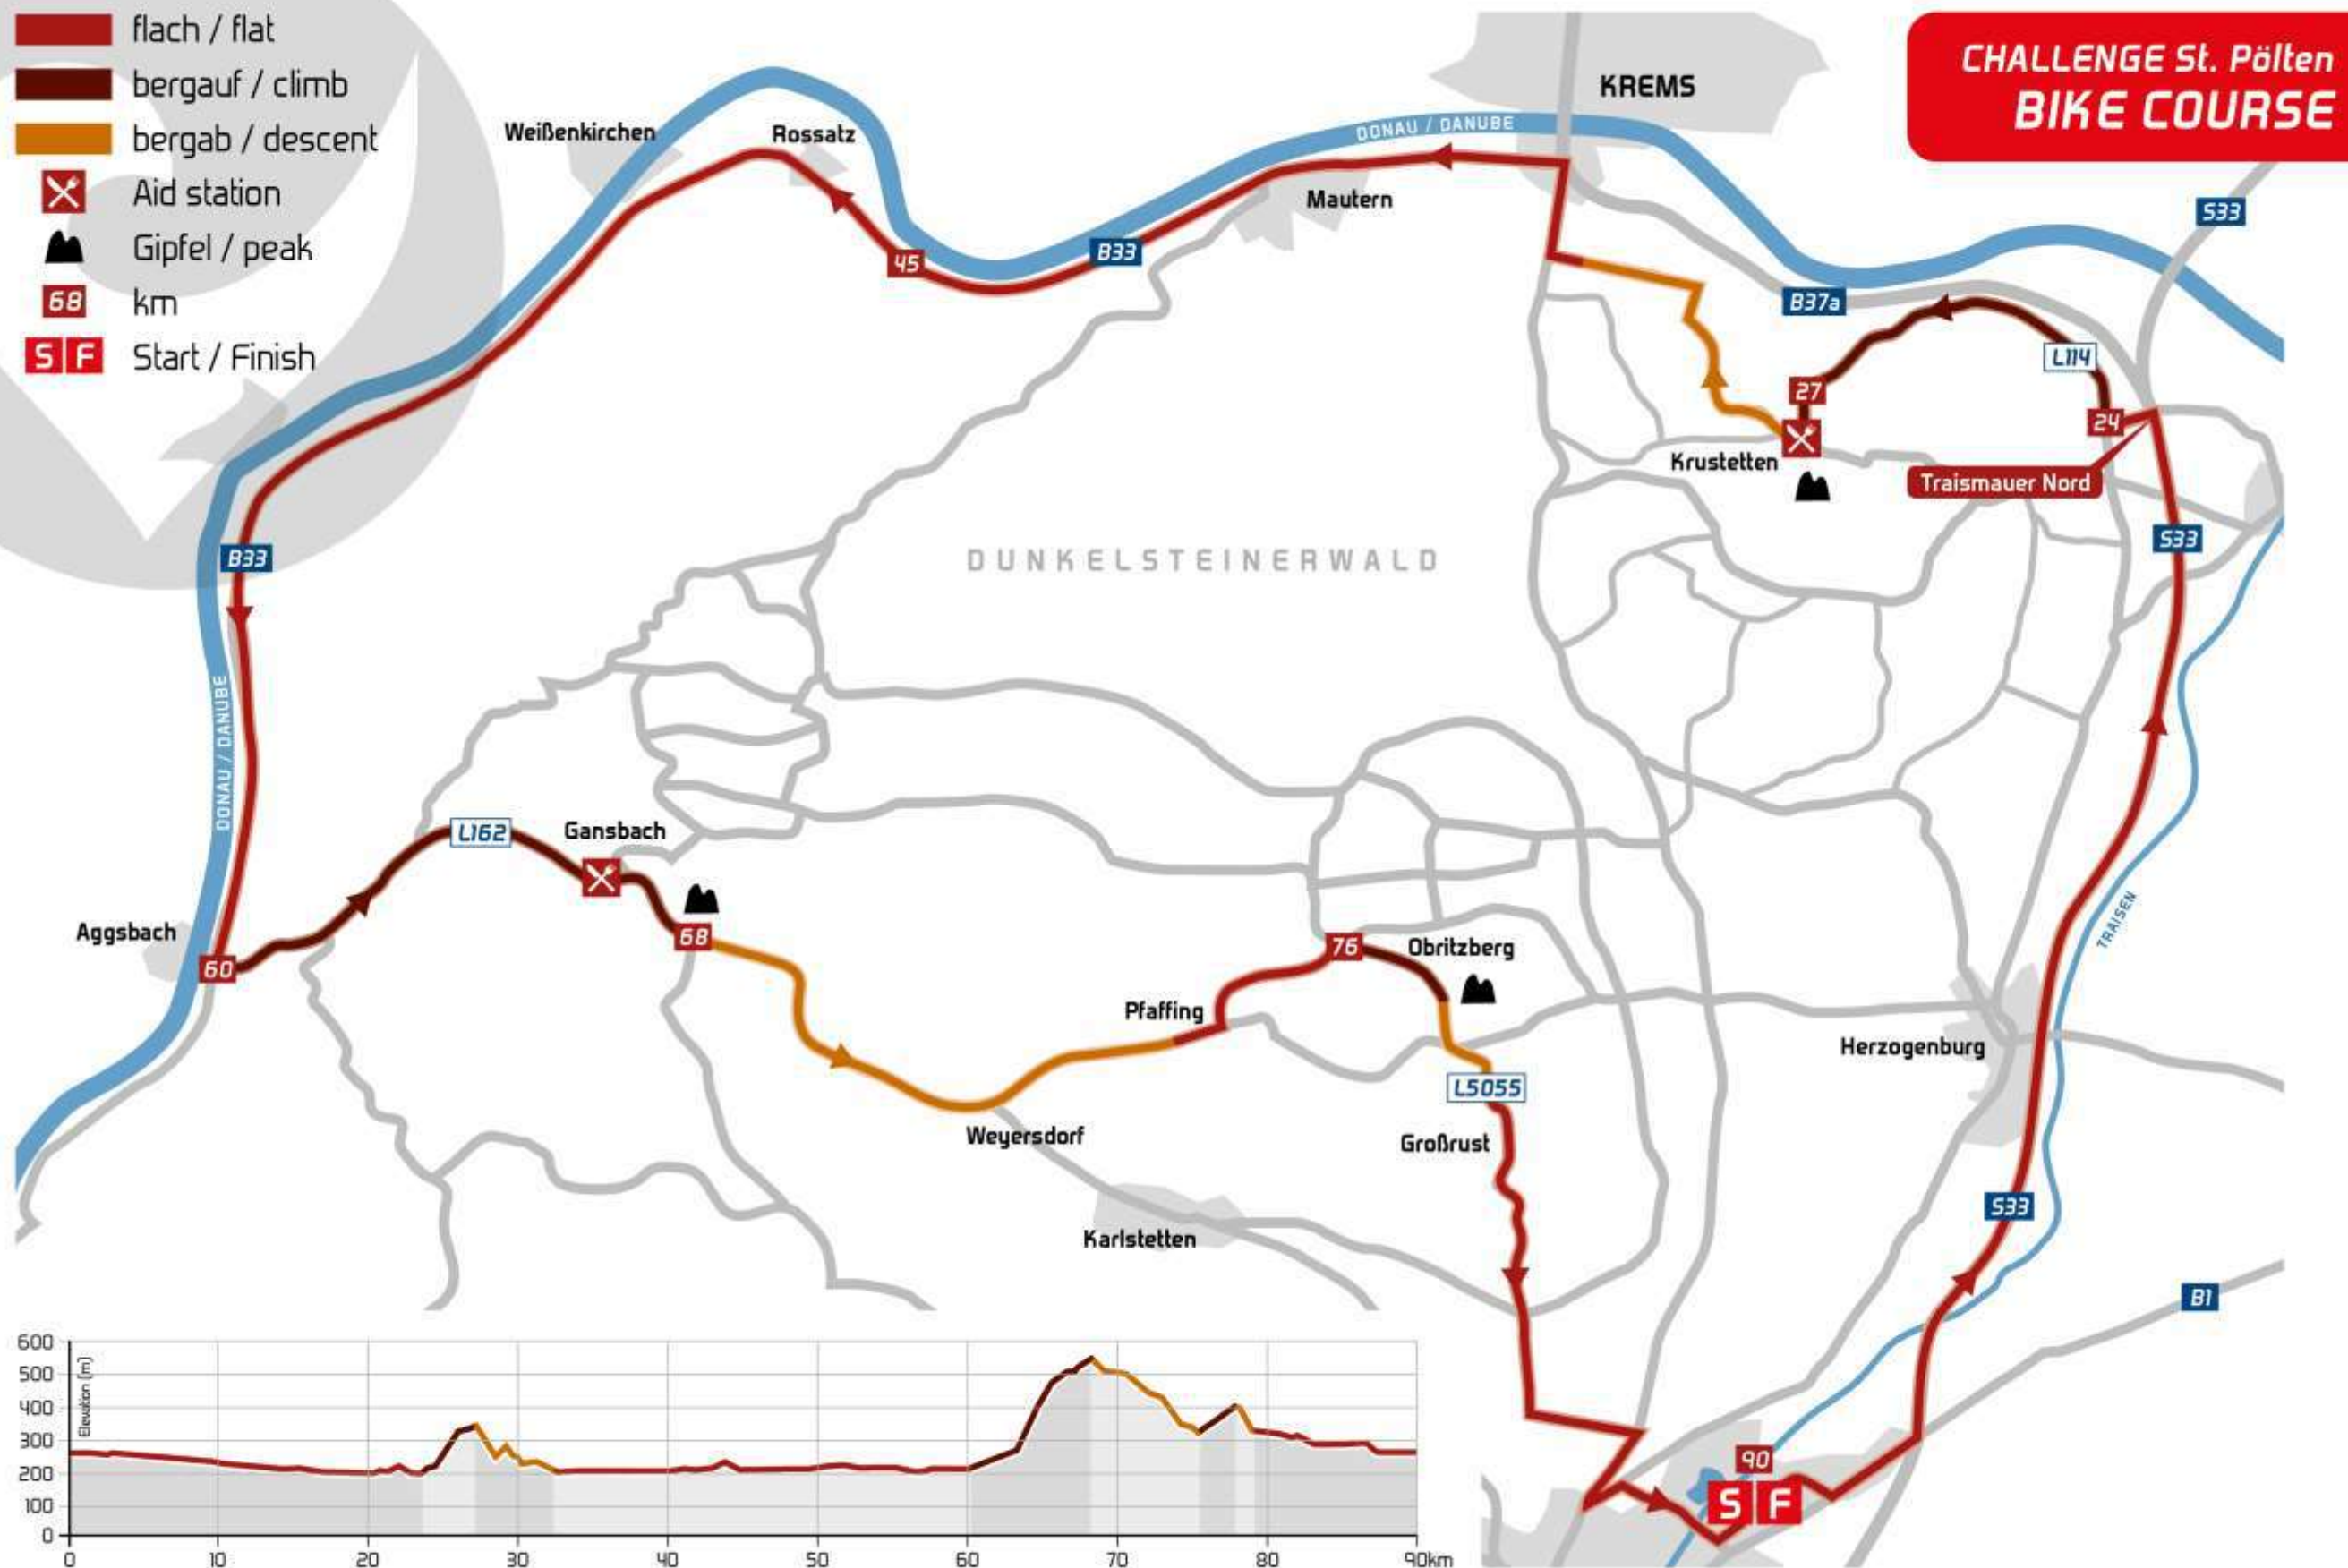 flach / flat
bergauf / climb
bergab / descent
Aid station
Gipfel / peak
68 km
S F Start / Finish
CHALLENGE St. Pölten
BIKE COURSE
KREMS
Weißenkirchen
Rossatz
DONAU / DANUBE
Mautern
S33
B33
45
B37a
L114
27
24
Krustetten
Traismauer Nord
S33
B33
DUNKELSTEINERWALD
DONAU / DANUBE
L162
Gansbach
Aggsbach
60
68
76
Obritzberg
TRAISEN
Pfaffing
Herzogenburg
L5055
Weyersdorf
Großrust
S33
Karlstetten
B1
90
S F
Elevation (m)
600
500
400
300
200
100
0
0 10 20 30 40 50 60 70 80 90km